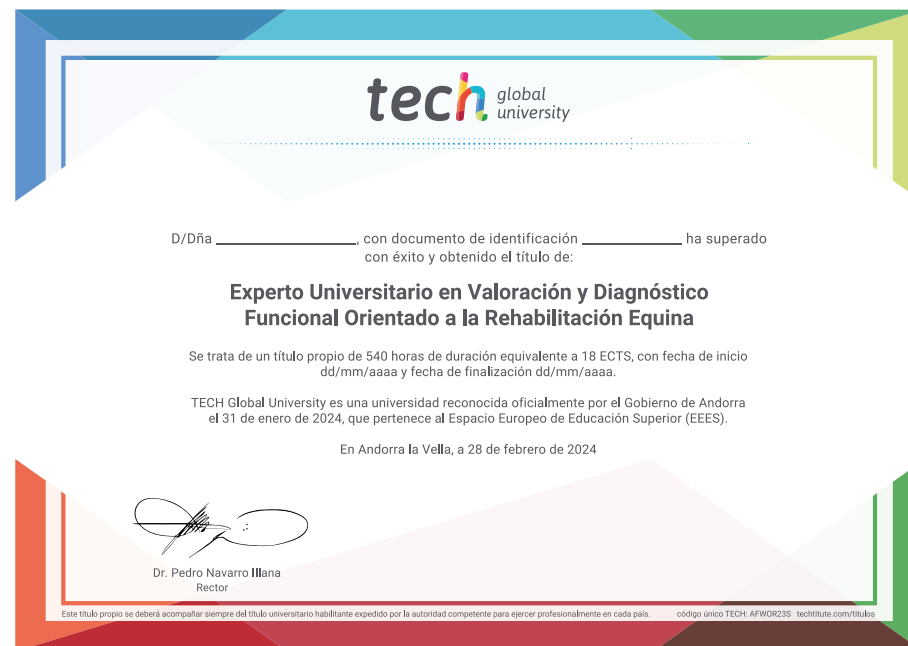 tech global
university
D/Dña ____________________, con documento de identificación ______________ ha superado
con éxito y obtenido el título de:
Experto Universitario en Valoración y Diagnóstico
Funcional Orientado a la Rehabilitación Equina
Se trata de un título propio de 540 horas de duración equivalente a 18 ECTS, con fecha de inicio
dd/mm/aaaa y fecha de finalización dd/mm/aaaa.
TECH Global University es una universidad reconocida oficialmente por el Gobierno de Andorra
el 31 de enero de 2024, que pertenece al Espacio Europeo de Educación Superior (EEES).
En Andorra la Vella, a 28 de febrero de 2024
Dr. Pedro Navarro Illana
Rector
Este título propio se deberá acompañar siempre del título universitario habilitante expedido por la autoridad competente para ejercer profesionalmente en cada país. código único TECH: AFWOR23S techtitute.com/titulos